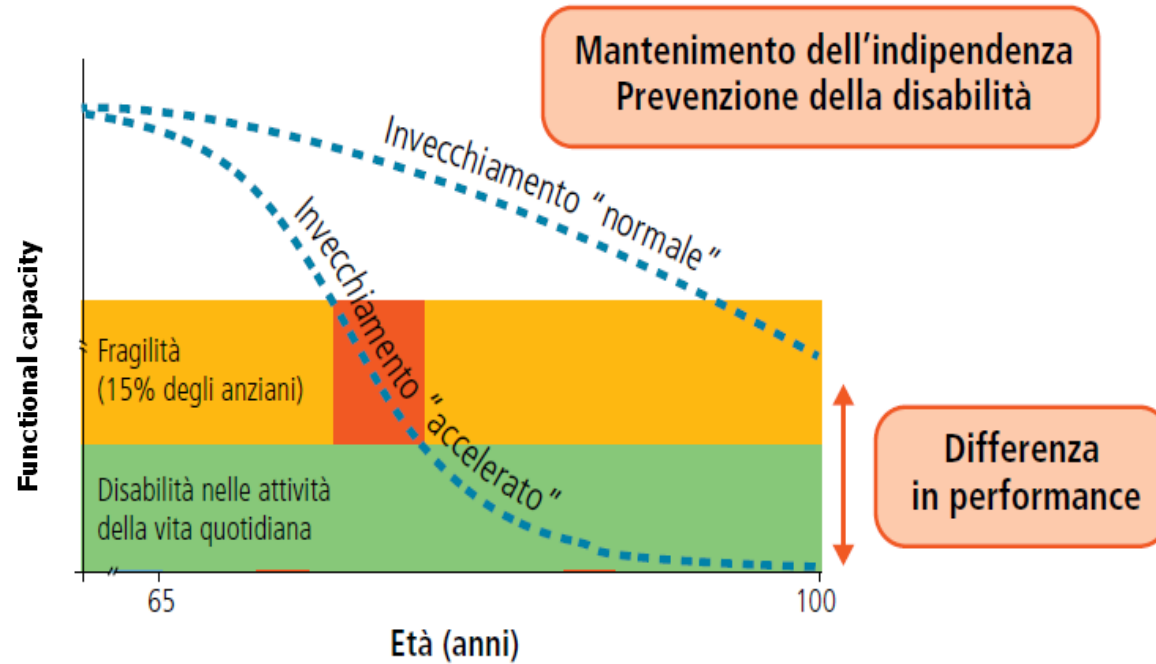 Mantenimento dell'indipendenza
Prevenzione della disabilità
Invecchiamento “normale”
Invecchiamento “accelerato”
Functional capacity
Fragilità
(15% degli anziani)
Disabilità nelle attività
della vita quotidiana
Differenza
in performance
65
100
Età (anni)